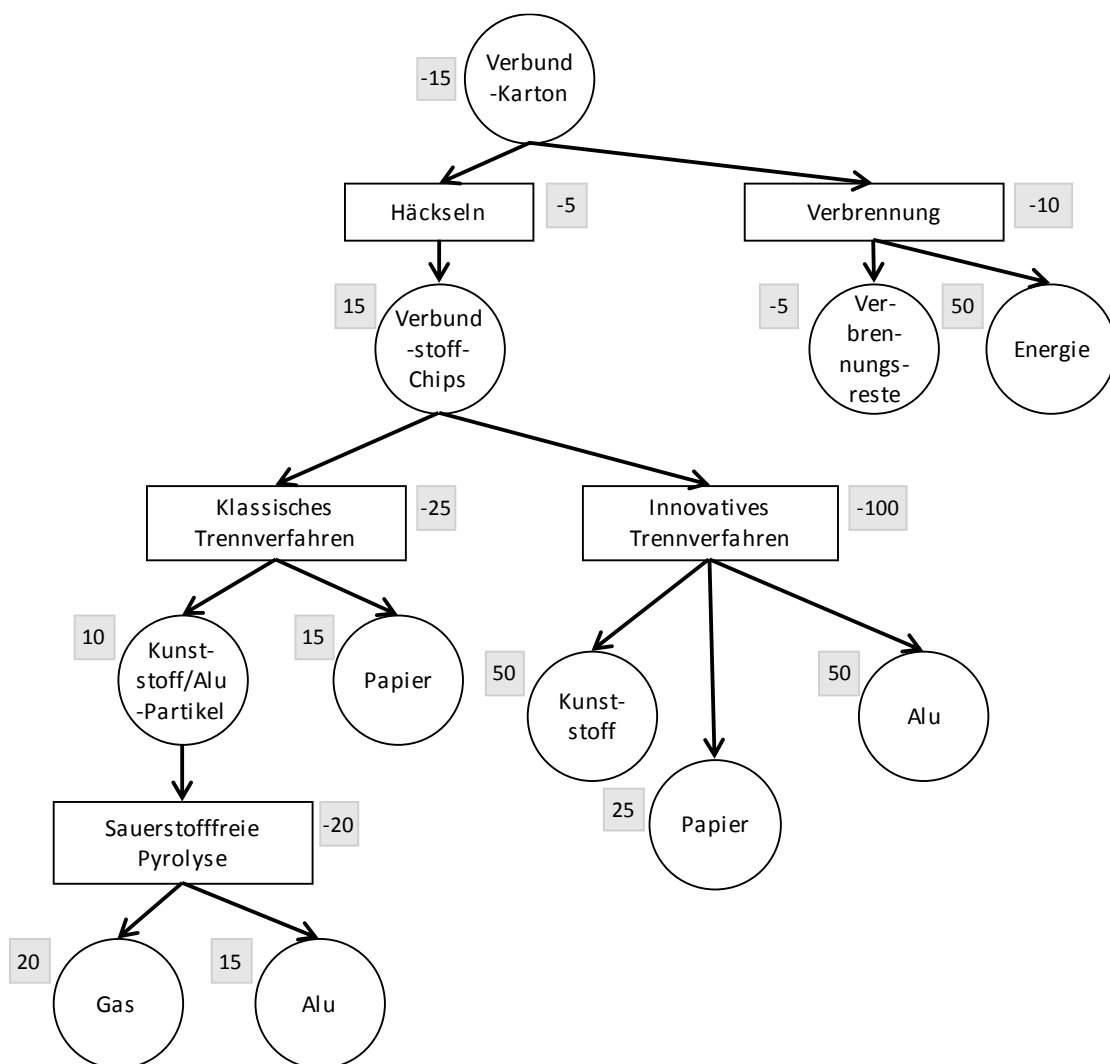 Verbund
-Karton
-15
Häckseln
-5
Verbrennung
-10
15
Verbund
-stoff-
Chips
-5
Ver-
bren-
nungs-
reste
50
Energie
Klassisches
Trennverfahren
-25
Innovatives
Trennverfahren
-100
10
Kunst-
stoff/Alu
-Partikel
15
Papier
50
Kunst-
stoff
50
Alu
25
Papier
Sauerstofffreie
Pyrolyse
-20
20
Gas
15
Alu